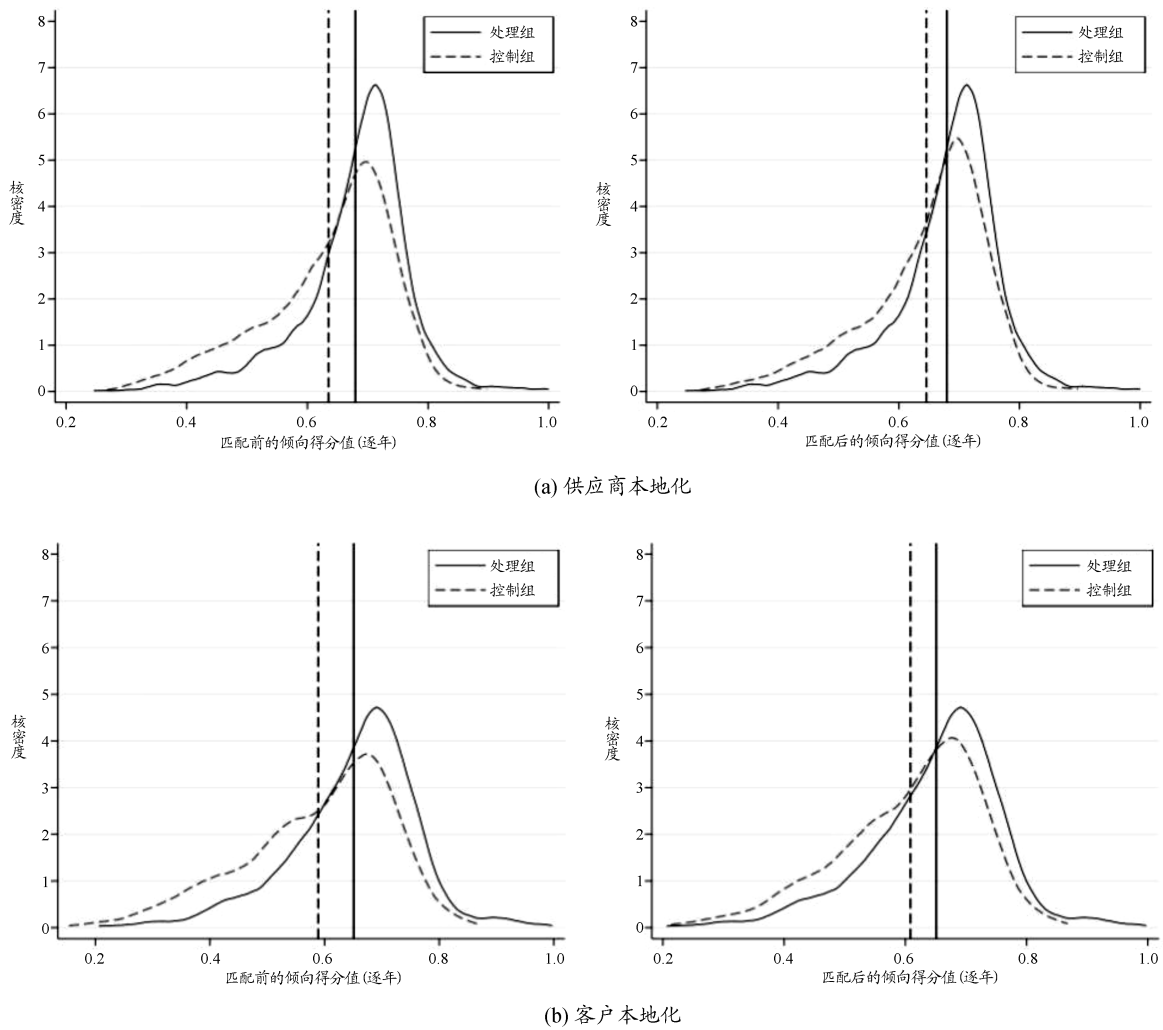 8
7
6
5
4
3
2
1
0
核密度
处理组
控制组
0.2 0.4 0.6 0.8 1.0
匹配前的倾向得分值(逐年)
8
7
6
5
4
3
2
1
0
核密度
处理组
控制组
0.2 0.4 0.6 0.8 1.0
匹配后的倾向得分值(逐年)
(a) 供应商本地化
8
7
6
5
4
3
2
1
0
核密度
处理组
控制组
0.2 0.4 0.6 0.8 1.0
匹配前的倾向得分值(逐年)
8
7
6
5
4
3
2
1
0
核密度
处理组
控制组
0.2 0.4 0.6 0.8 1.0
匹配后的倾向得分值(逐年)
(b) 客户本地化